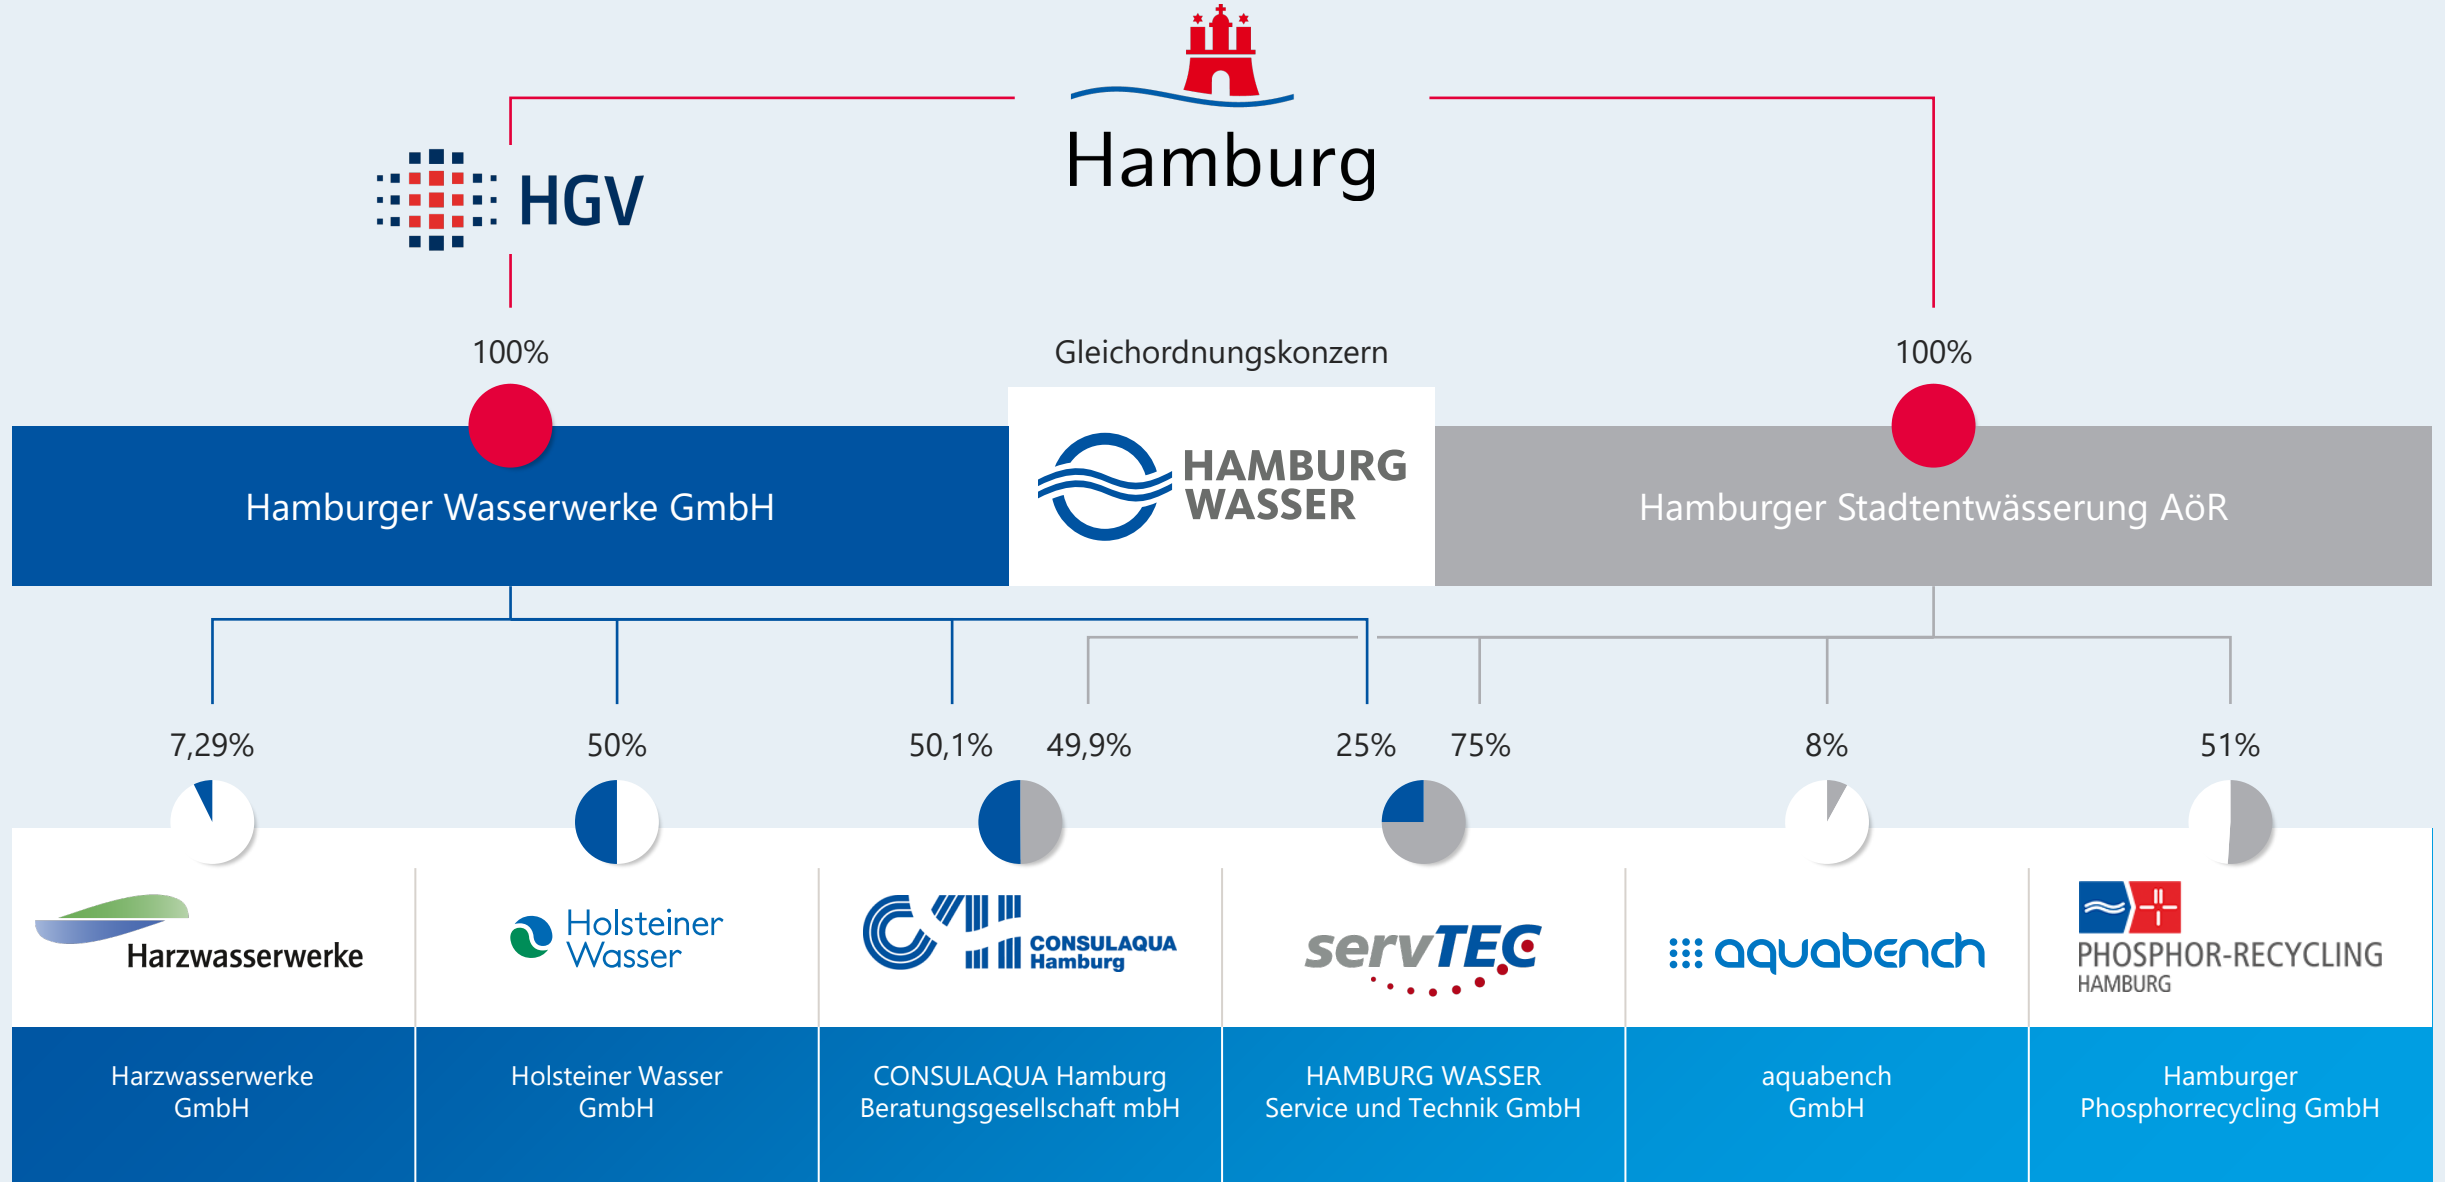 Hamburg
HGV
100%
Gleichordnungskonzern
100%
Hamburger Wasserwerke GmbH
HAMBURG
WASSER
Hamburger Stadtentwässerung AöR
7,29%
50%
50,1%
49,9%
25%
75%
8%
51%
Harzwasserwerke
Holsteiner
Wasser
CONSULAQUA
Hamburg
servTEC
aquabench
PHOSPHOR-RECYCLING
HAMBURG
Harzwasserwerke
GmbH
Holsteiner Wasser
GmbH
CONSULAQUA Hamburg
Beratungsgesellschaft mbH
HAMBURG WASSER
Service und Technik GmbH
aquabench
GmbH
Hamburger
Phosphorrecycling GmbH